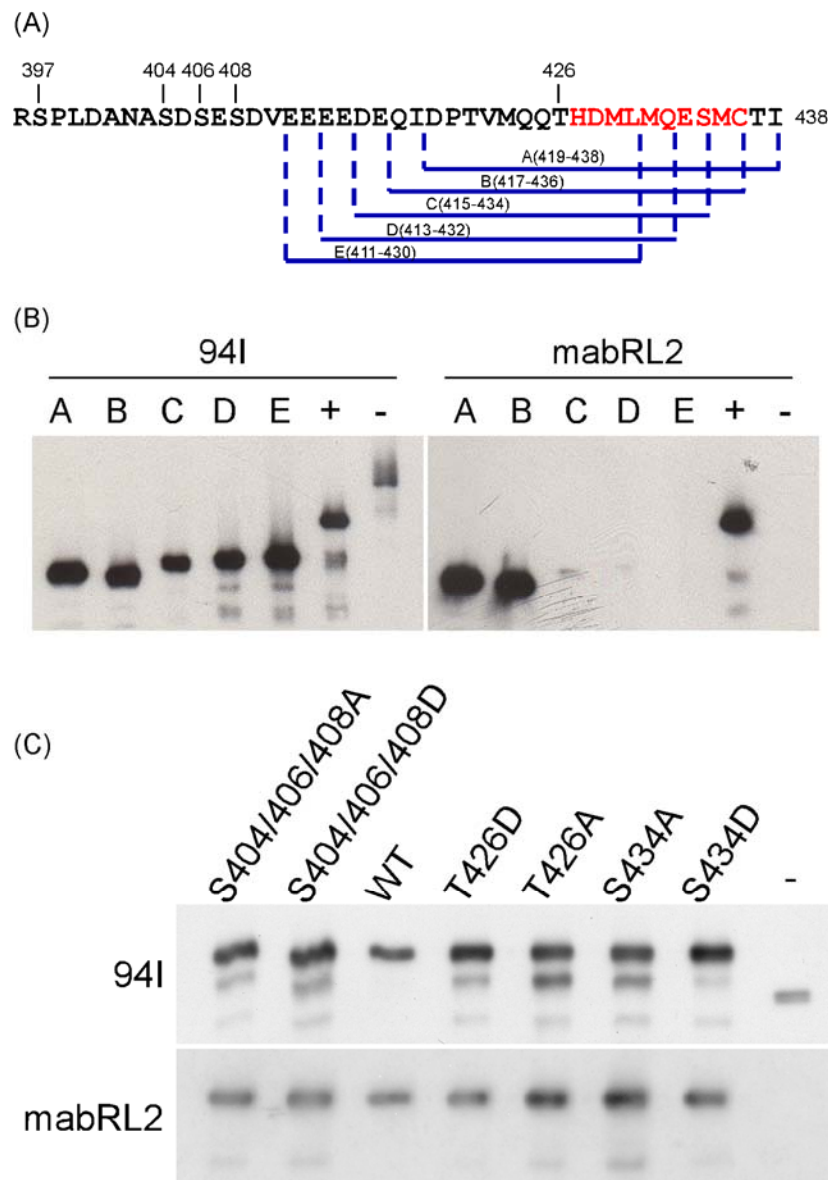 (A)
397 404 406 408 426
RSPLDANASDSESDVEEEEDEQIDPTVMQQTHDMLMQESMCTI 438
A(419-438)
B(417-436)
C(415-434)
D(413-432)
E(411-430)
(B)
94I mabRL2
A B C D E + - A B C D E + -
(C)
S404/406/408A S404/406/408D WT T426D T426A S434A S434D -
94I
mabRL2